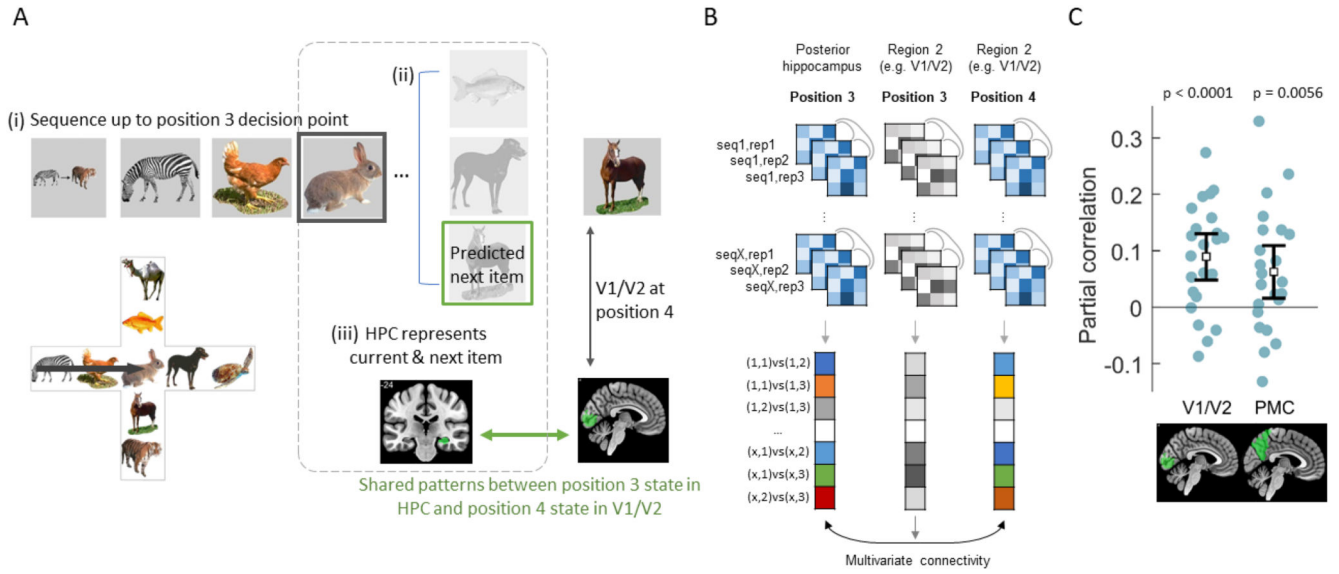 A
(i) Sequence up to position 3 decision point
...
(ii)
Predicted
next item
V1/V2 at
position 4
(iii) HPC represents
current & next item
-24
Shared patterns between position 3 state in
HPC and position 4 state in V1/V2
B
Posterior
hippocampus
Region 2
(e.g. V1/V2)
Region 2
(e.g. V1/V2)
Position 3
Position 3
Position 4
seq1,rep1
seq1,rep2
seq1,rep3
...
seqX,rep1
seqX,rep2
seqX,rep3
(1,1)vs(1,2)
(1,1)vs(1,3)
(1,2)vs(1,3)
...
(x,1)vs(x,2)
(x,1)vs(x,3)
(x,2)vs(x,3)
Multivariate connectivity
C
p < 0.0001 p = 0.0056
Partial correlation
0.3
0.2
0.1
0
-0.1
V1/V2 PMC